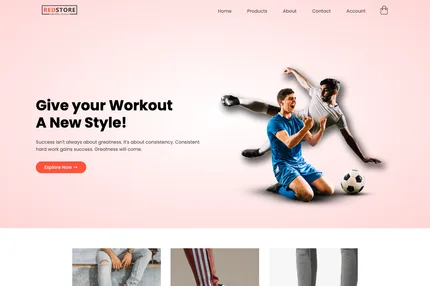 REDSTORE
Home Products About Contact Account
Give your Workout
A New Style!
Success isn't always about greatness. It's about consistency. Consistent
hard work gains success. Greatness will come.
Explore Now →